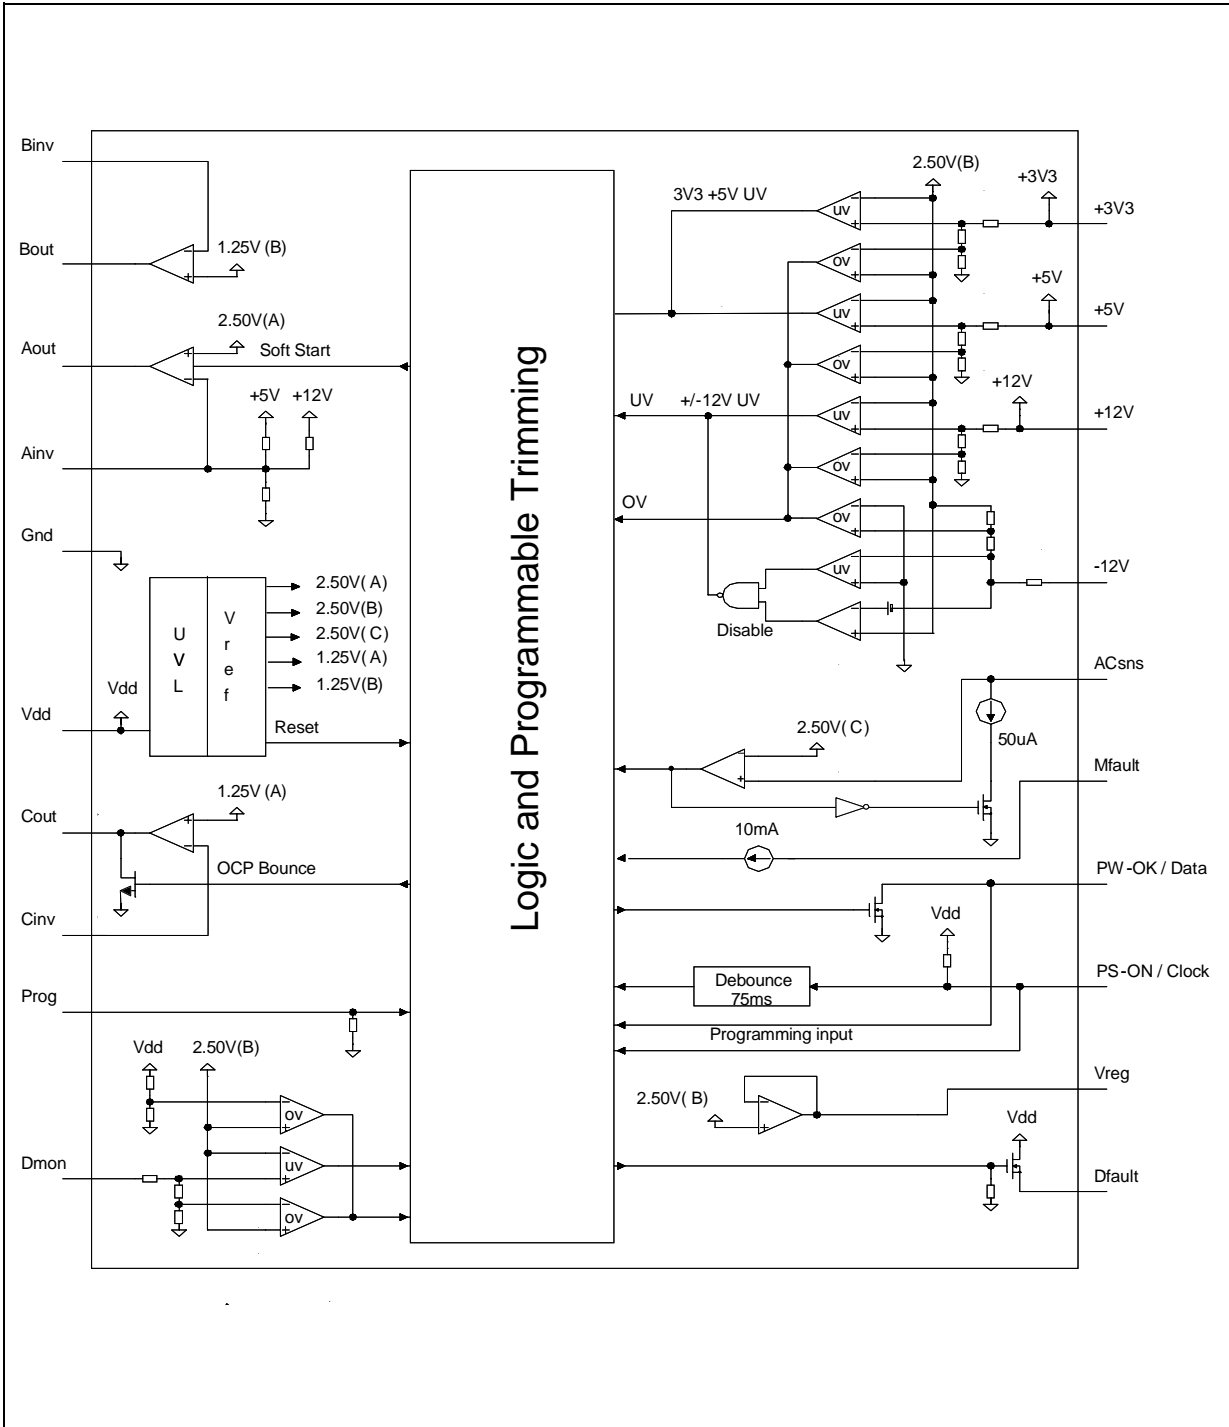 Binv
Bout
1.25V (B)
2.50V(A)
Aout
Soft Start
+5V
+12V
Ainv
Gnd
UVL
Vref
2.50V( A)
2.50V(B)
2.50V( C)
1.25V(A)
1.25V(B)
Vdd
Vdd
Reset
1.25V (A)
Cout
OCP Bounce
Cinv
Prog
Vdd
2.50V(B)
ov
uv
ov
Dmon
Logic and Programmable Trimming
2.50V(B)
+3V3
+3V3
3V3 +5V UV
uv
ov
+5V
+5V
uv
ov
+12V
+12V
UV
+/-12V UV
uv
ov
OV
ov
uv
-12V
Disable
ACsns
50uA
2.50V( C)
Mfault
10mA
PW-OK / Data
Vdd
PS-ON / Clock
Debounce
75ms
Programming input
Vreg
2.50V( B)
Vdd
Dfault